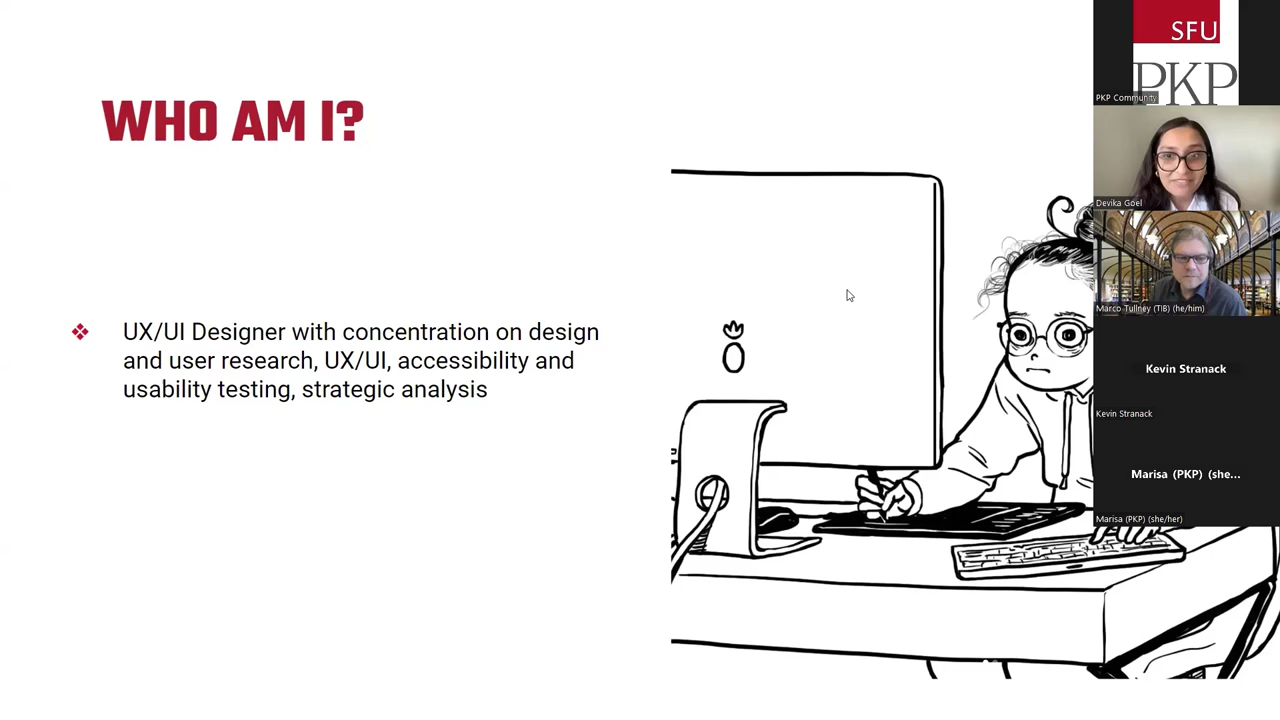 WHO AM I?
❖ UX/UI Designer with concentration on design
and user research, UX/UI, accessibility and
usability testing, strategic analysis
SFU
PKP
PKP Community
Devika Goel
Marco Tullney (TIB) (he/him)
Kevin Stranack
Kevin Stranack
Marisa (PKP) (she...
Marisa (PKP) (she/her)